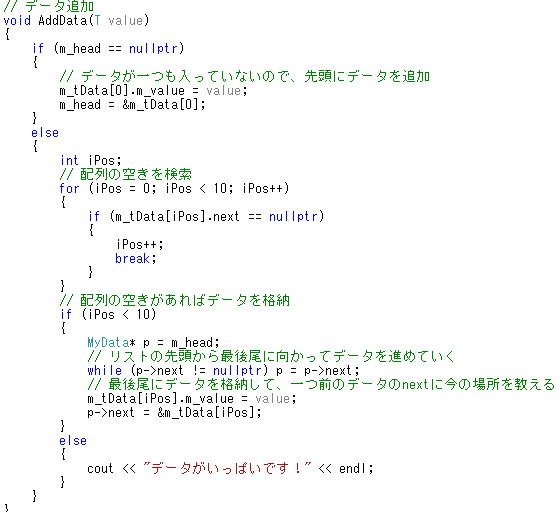 // データ追加
void AddData(T value)
{
    if (m_head == nullptr)
    {
        // データが一つも入っていないので、先頭にデータを追加
        m_tData[0].m_value = value;
        m_head = &m_tData[0];
    }
    else
    {
        int iPos;
        // 配列の空きを検索
        for (iPos = 0; iPos < 10; iPos++)
        {
            if (m_tData[iPos].next == nullptr)
            {
                iPos++;
                break;
            }
        }
        // 配列の空きがあればデータを格納
        if (iPos < 10)
        {
            MyData* p = m_head;
            // リストの先頭から最後尾に向かってデータを進めていく
            while (p->next != nullptr) p = p->next;
            // 最後尾にデータを格納して、一つ前のデータのnextに今の場所を教える
            m_tData[iPos].m_value = value;
            p->next = &m_tData[iPos];
        }
        else
        {
            cout << "データがいっぱいです！" << endl;
        }
    }
}